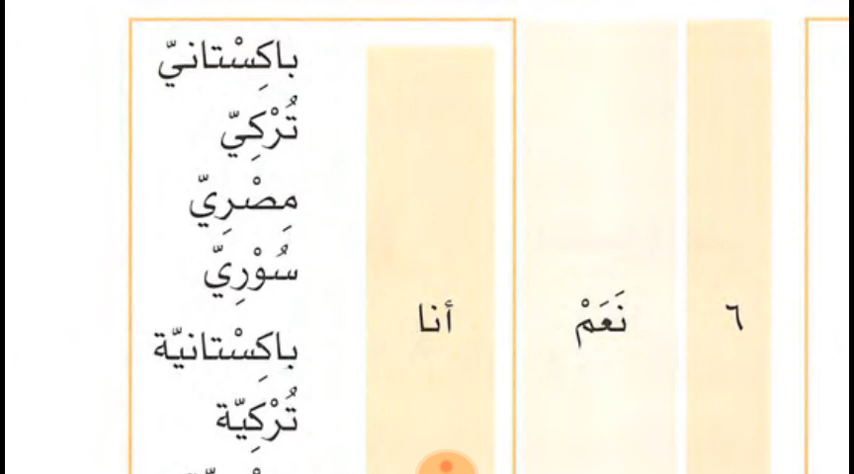 ٦
نَعَمْ
أنا
باكِسْتانيّ
تُرْكِيّ
مِصْرِيّ
سُوْرِيّ
باكِسْتانيّة
تُرْكِيّة